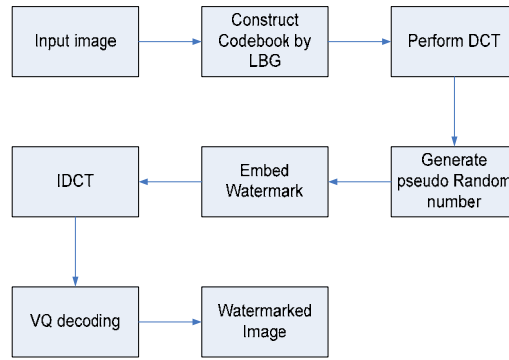 Input image
Construct
Codebook by
LBG
Perform DCT
Generate
pseudo Random
number
Embed
Watermark
IDCT
VQ decoding
Watermarked
Image